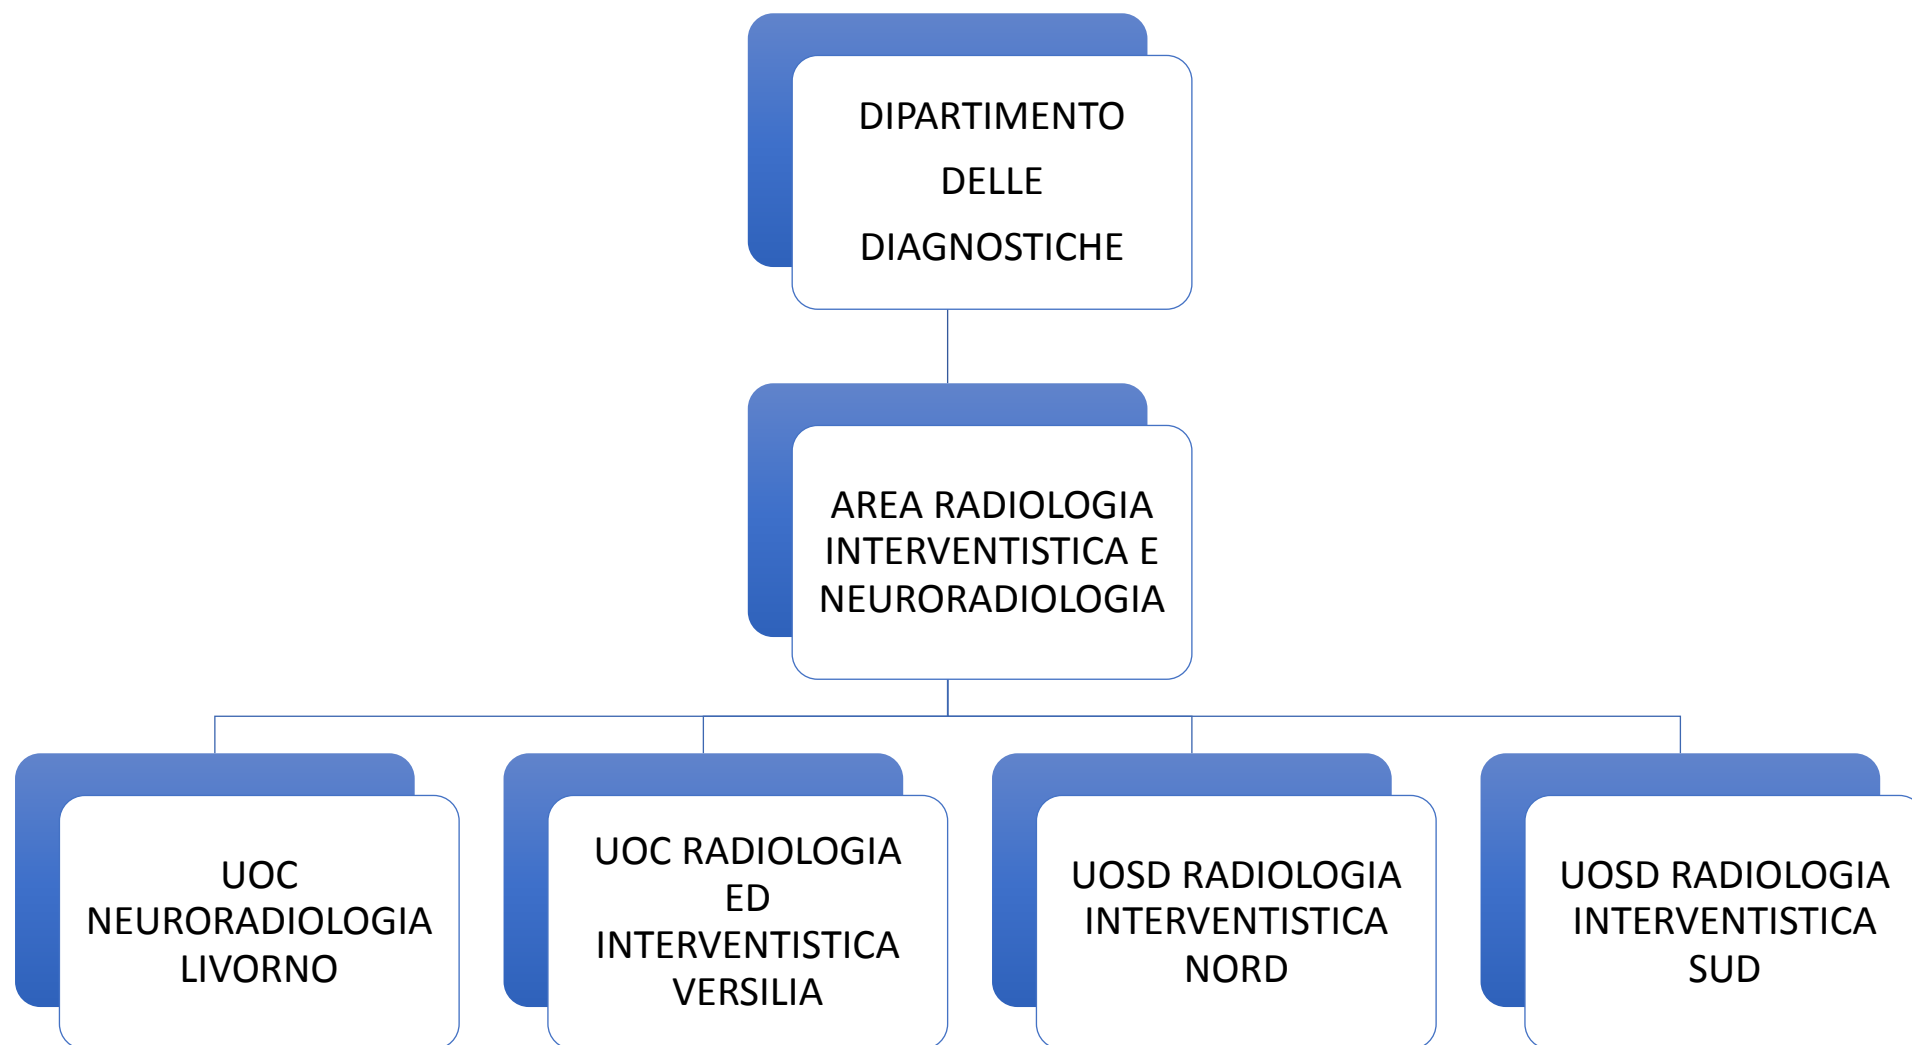 DIPARTIMENTO
DELLE
DIAGNOSTICHE
AREA RADIOLOGIA
INTERVENTISTICA E
NEURORADIOLOGIA
UOC
NEURORADIOLOGIA
LIVORNO
UOC RADIOLOGIA
ED
INTERVENTISTICA
VERSILIA
UOSD RADIOLOGIA
INTERVENTISTICA
NORD
UOSD RADIOLOGIA
INTERVENTISTICA
SUD